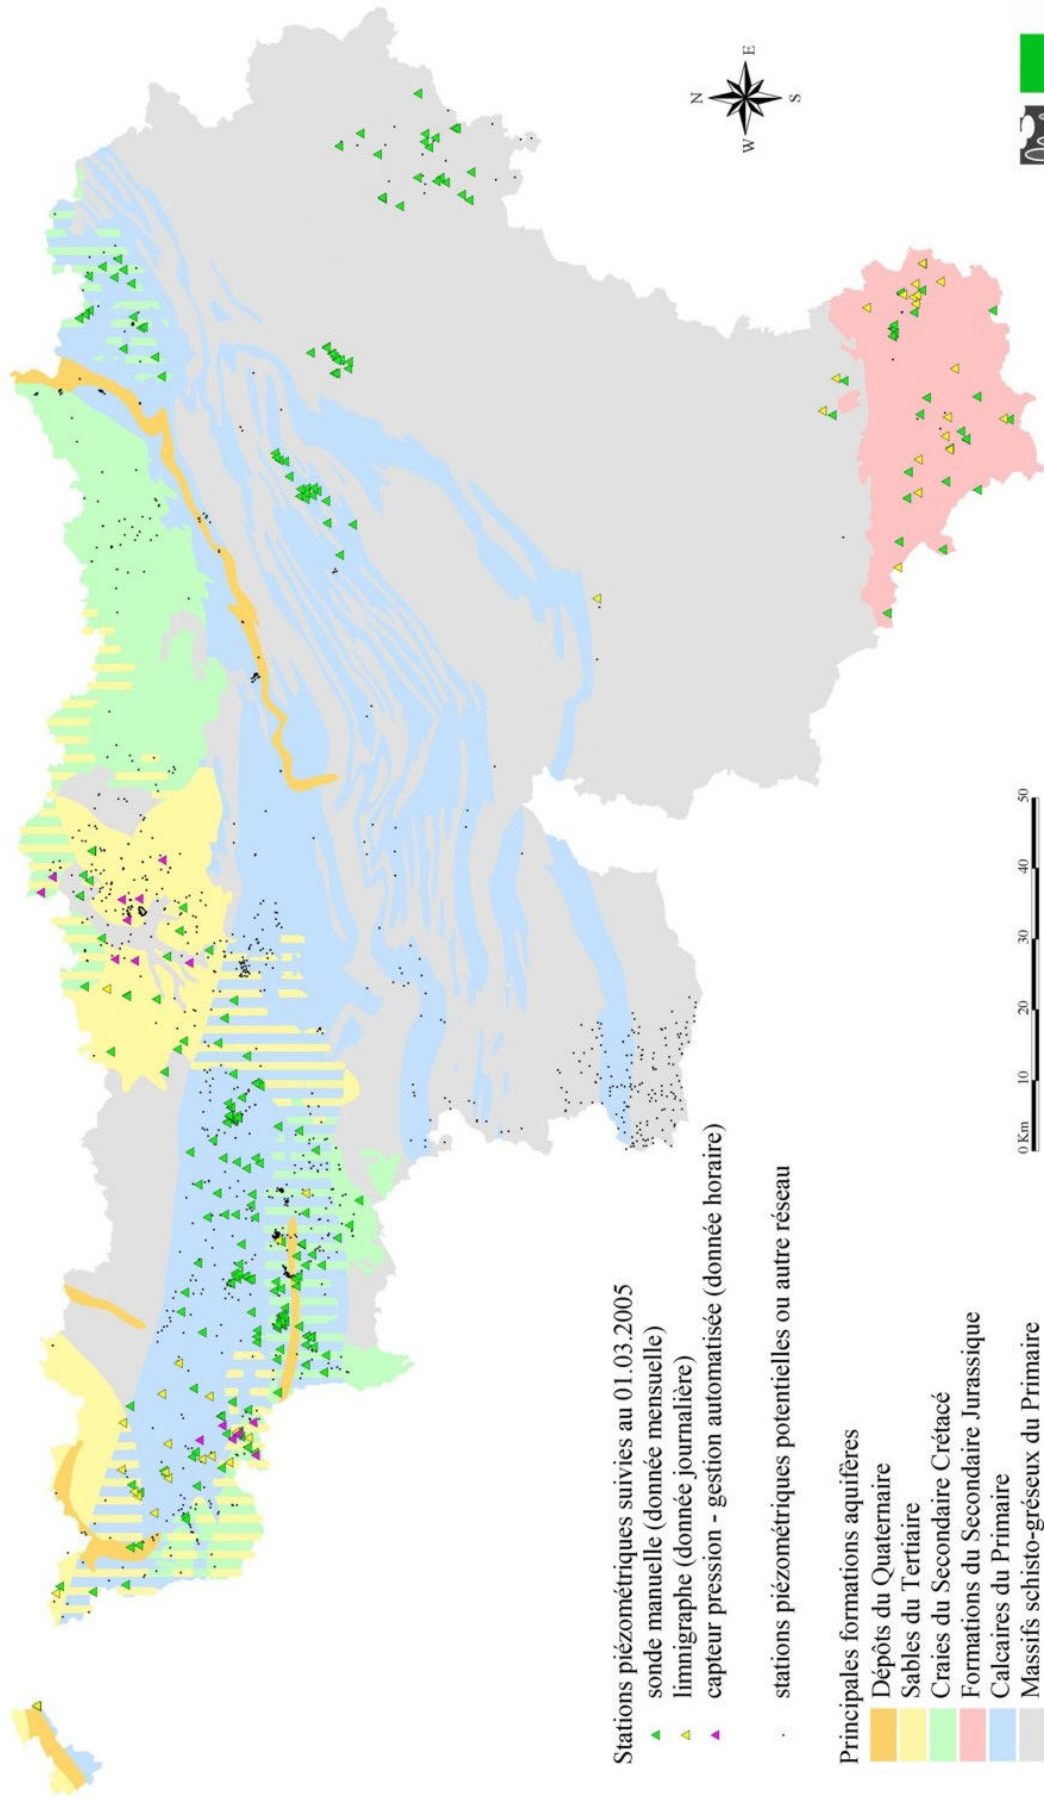 N
W
E
S
Stations piézométriques suivies au 01.03.2005
sonde manuelle (donnée mensuelle)
limnigraphe (donnée journalière)
capteur pression - gestion automatisée (donnée horaire)
stations piézométriques potentielles ou autre réseau
Principales formations aquifères
Dépôts du Quaternaire
Sables du Tertiaire
Craies du Secondaire Crétacé
Formations du Secondaire Jurassique
Calcaires du Primaire
Massifs schisto-gréseux du Primaire
0 Km 10 20 30 40 50